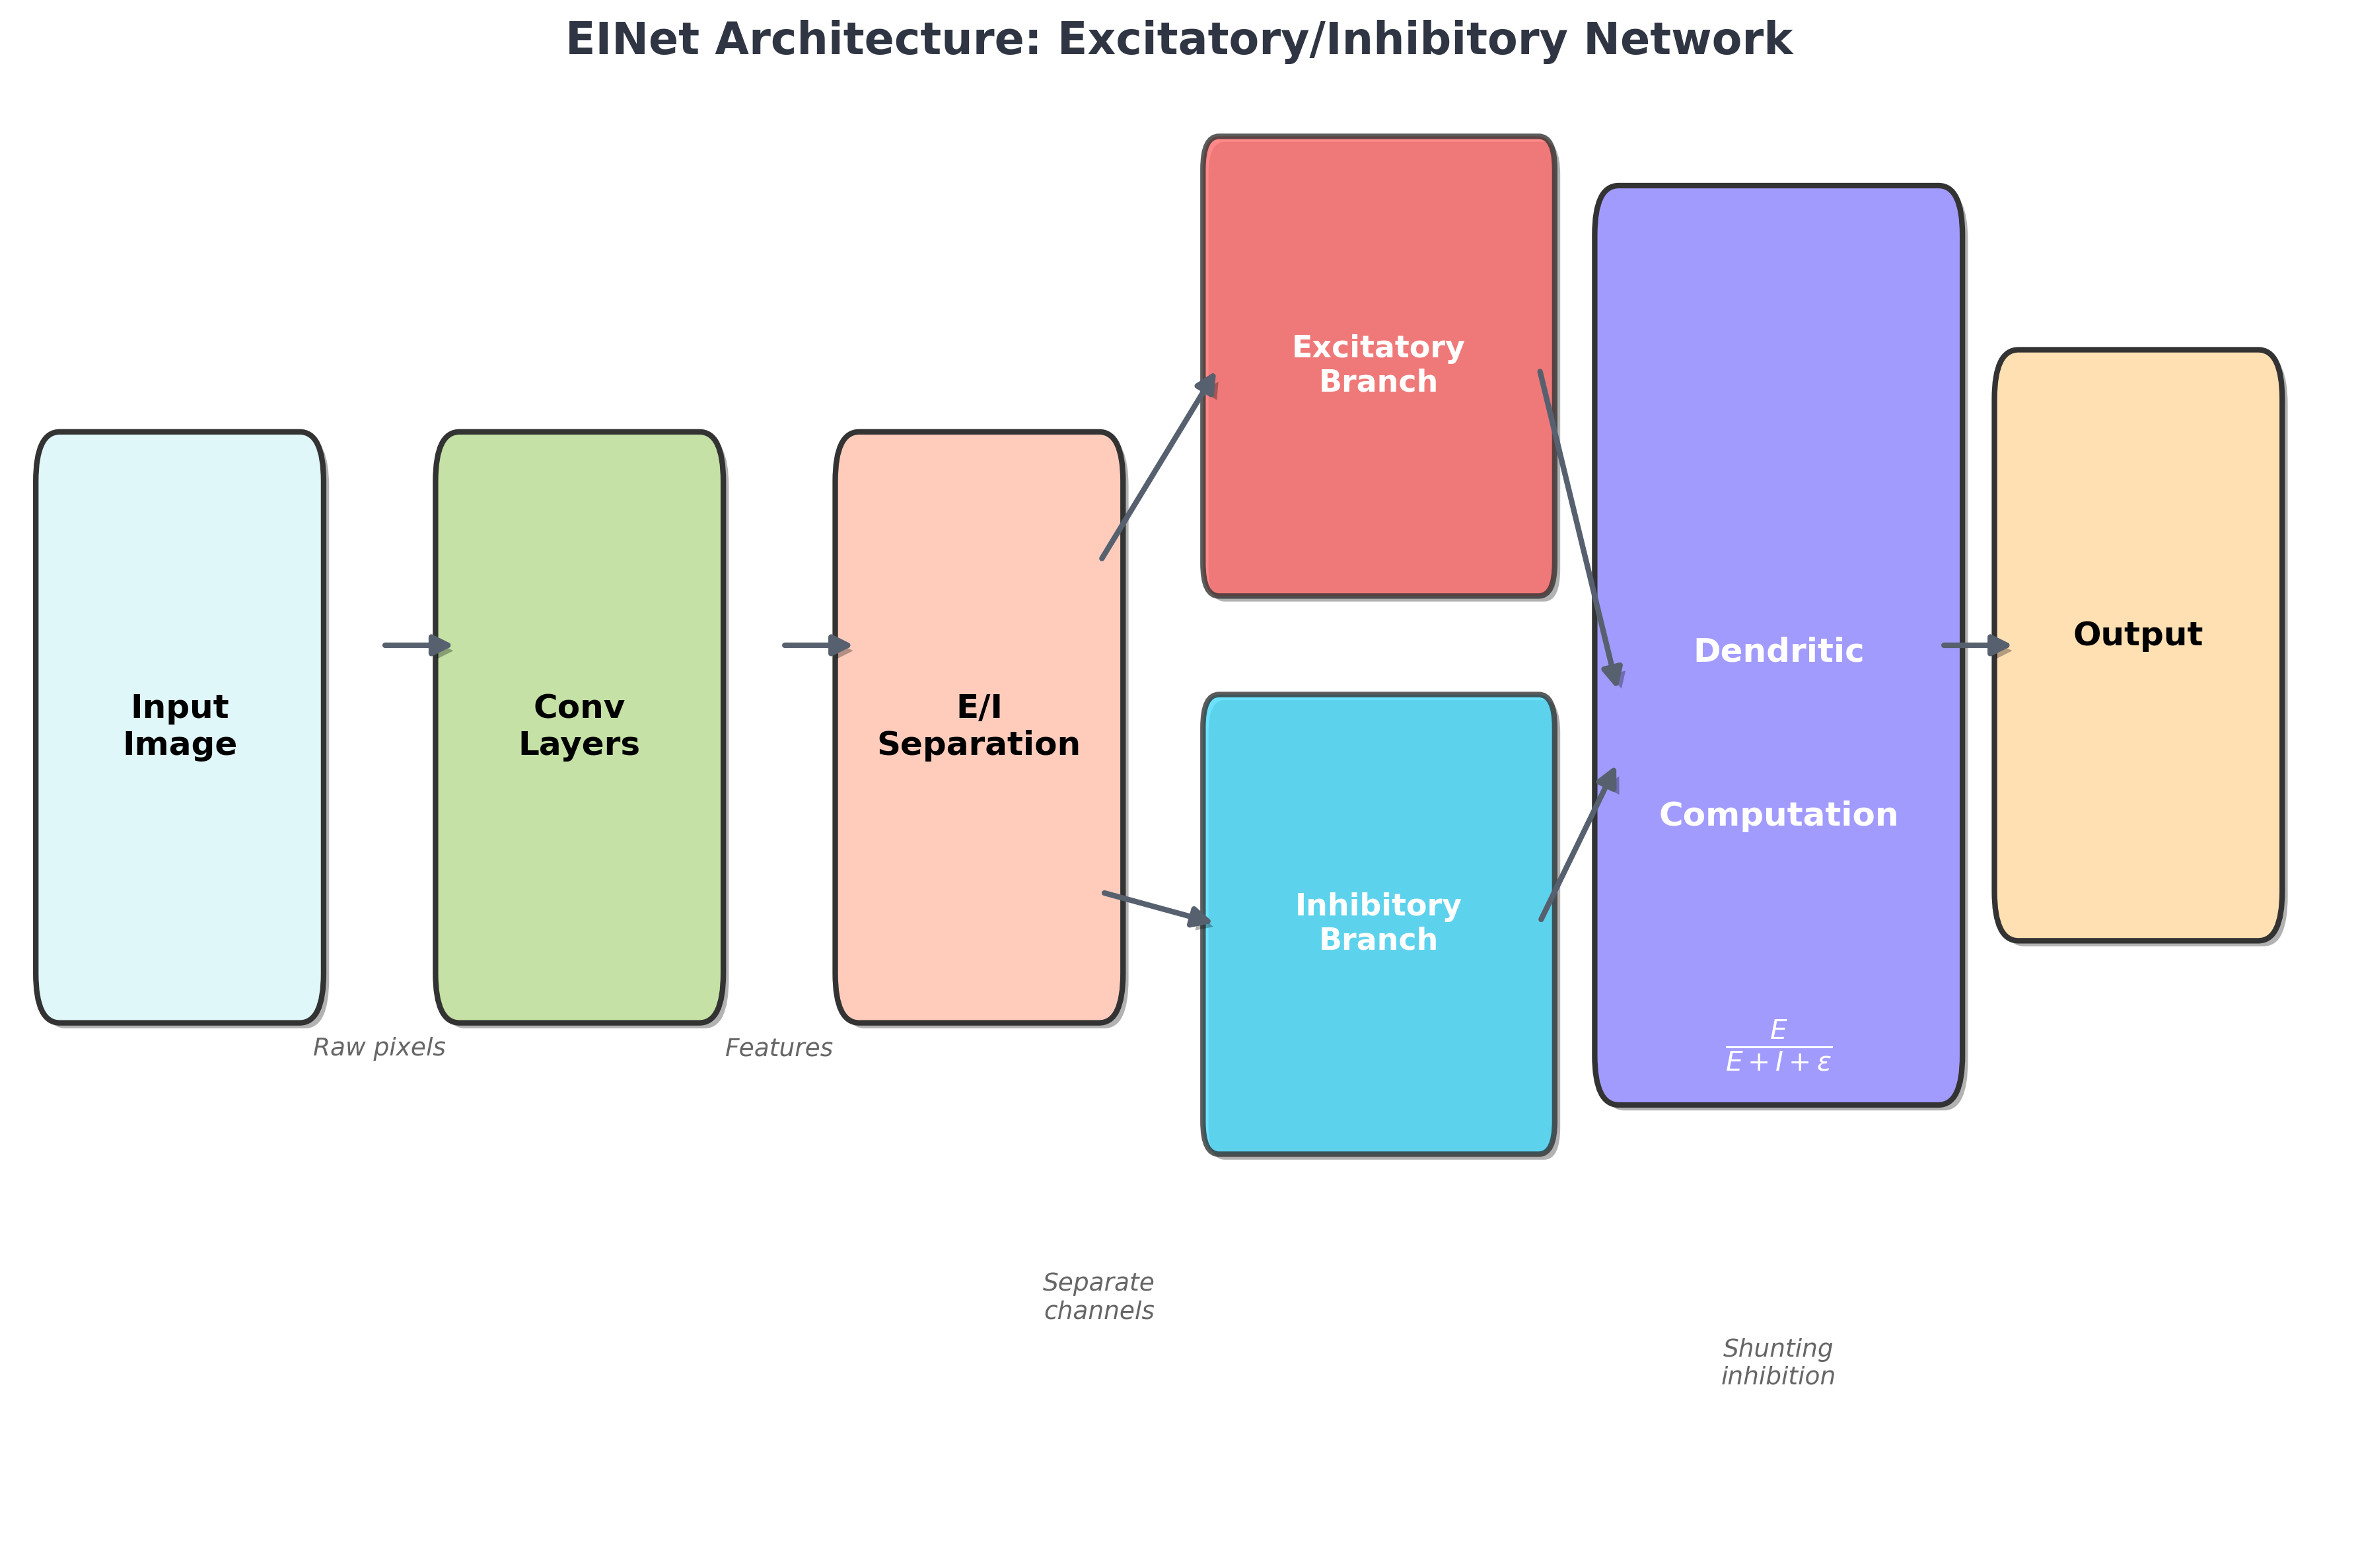 EINet Architecture: Excitatory/Inhibitory Network
Input
Image
Raw pixels
Conv
Layers
Features
E/I
Separation
Separate
channels
Excitatory
Branch
Inhibitory
Branch
Dendritic
Computation
E
E + I + ε
Shunting
inhibition
Output